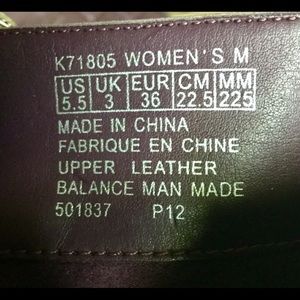 K71805 WOMEN'S M
US UK EUR CM MM
5.5 3 36 22.5 225
MADE IN CHINA
FABRIQUE EN CHINE
UPPER LEATHER
BALANCE MAN MADE
501837 P12